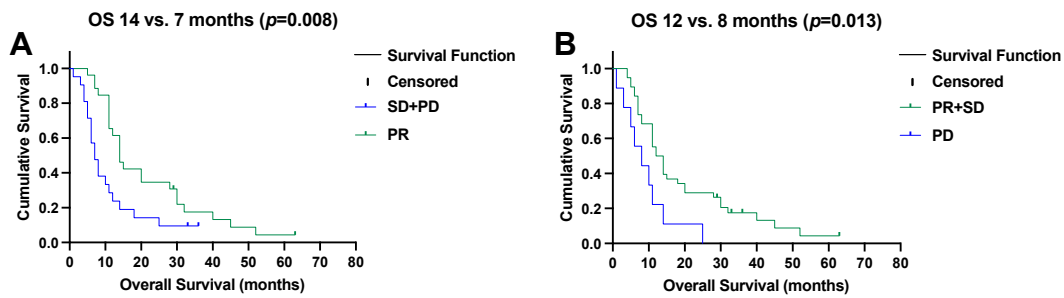 OS 14 vs. 7 months (p=0.008)
A
Survival Function
Censored
SD+PD
PR
Cumulative Survival
1.0
0.8
0.6
0.4
0.2
0.0
0 10 20 30 40 50 60 70 80
Overall Survival (months)
OS 12 vs. 8 months (p=0.013)
B
Survival Function
Censored
PR+SD
PD
Cumulative Survival
1.0
0.8
0.6
0.4
0.2
0.0
0 10 20 30 40 50 60 70 80
Overall Survival (months)